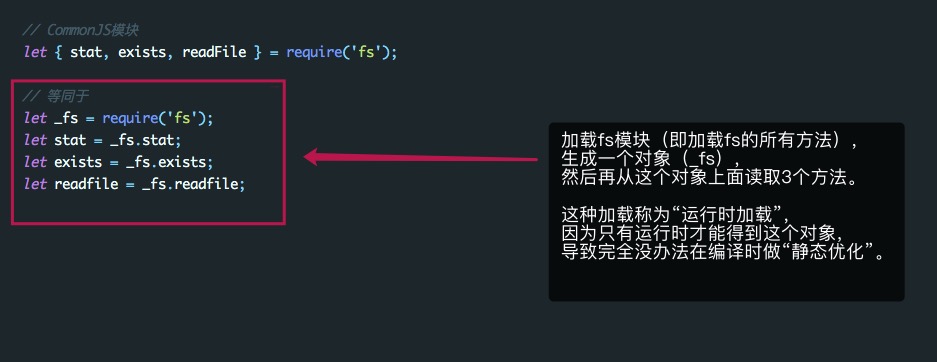 // CommonJS模块
let { stat, exists, readFile } = require('fs');
// 等同于
let _fs = require('fs');
let stat = _fs.stat;
let exists = _fs.exists;
let readfile = _fs.readfile;
加载fs模块（即加载fs的所有方法），
生成一个对象（_fs），
然后再从这个对象上面读取3个方法。
这种加载称为“运行时加载”，
因为只有运行时才能得到这个对象，
导致完全没办法在编译时做“静态优化”。